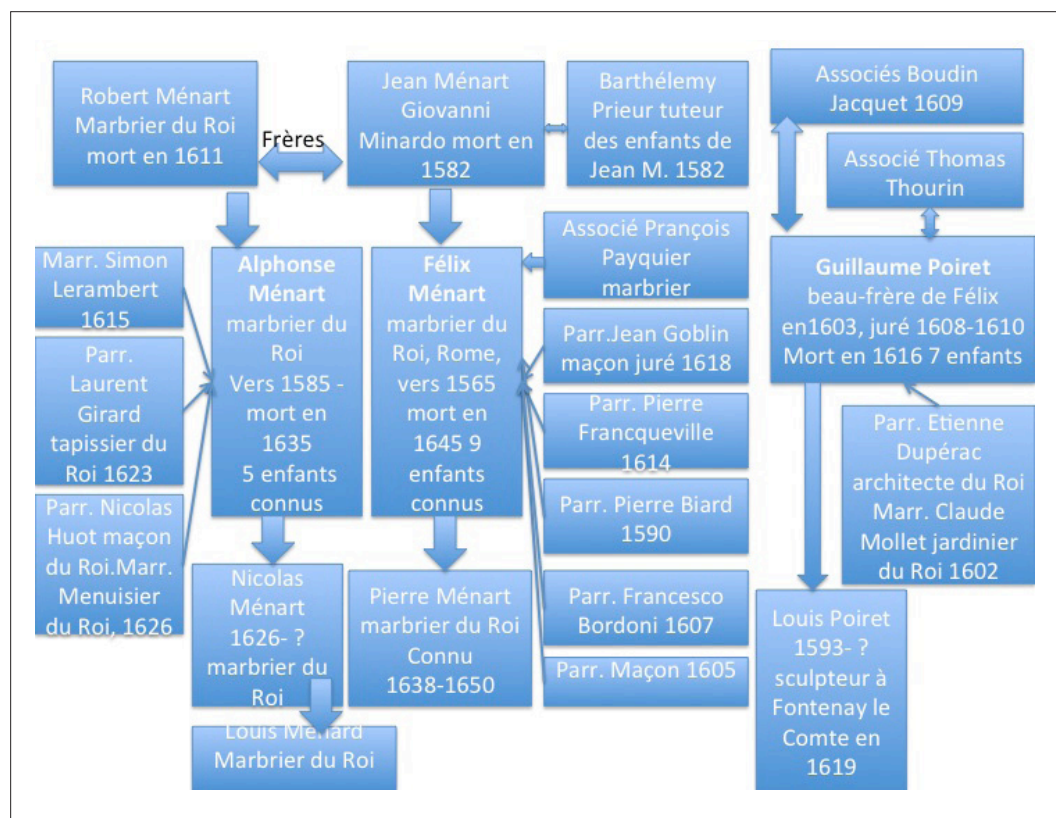 Robert Ménart
Marbrier du Roi
mort en 1611
Frères
Jean Ménart
Giovanni
Minardo mort en
1582
Barthélemy
Prieur tuteur
des enfants de
Jean M. 1582
Associés Boudin
Jacquet 1609
Associé Thomas
Thourin
Marr. Simon
Lerambert
1615
Parr.
Laurent
Girard
tapissier du
Roi 1623
Parr. Nicolas
Huot maçon
du Roi.Marr.
Menuisier
du Roi, 1626
Alphonse
Ménart
marbrier du
Roi
Vers 1585 -
mort en
1635
5 enfants
connus
Félix
Ménart
marbrier du
Roi, Rome,
vers 1565
mort en
1645 9
enfants
connus
Associé Prançois
Payquier
marbrier
Parr.Jean Goblin
maçon juré 1618
Parr. Pierre
Francqueville
1614
Parr. Pierre Biard
1590
Parr. Francesco
Bordoni 1607
Parr. Maçon 1605
Guillaume Poiret
beau-frère de Félix
en1603, juré 1608-1610
Mort en 1616 7 enfants
Parr. Etienne
Dupérac
architecte du Roi
Marr. Claude
Mollet jardinier
du Roi 1602
Nicolas
Ménart
1626- ?
marbrier du
Roi
Louis Ménard
Marbrier du Roi
Pierre Ménart
marbrier du Roi
Connu
1638-1650
Louis Poiret
1593- ?
sculpteur à
Fontenay le
Comte en
1619